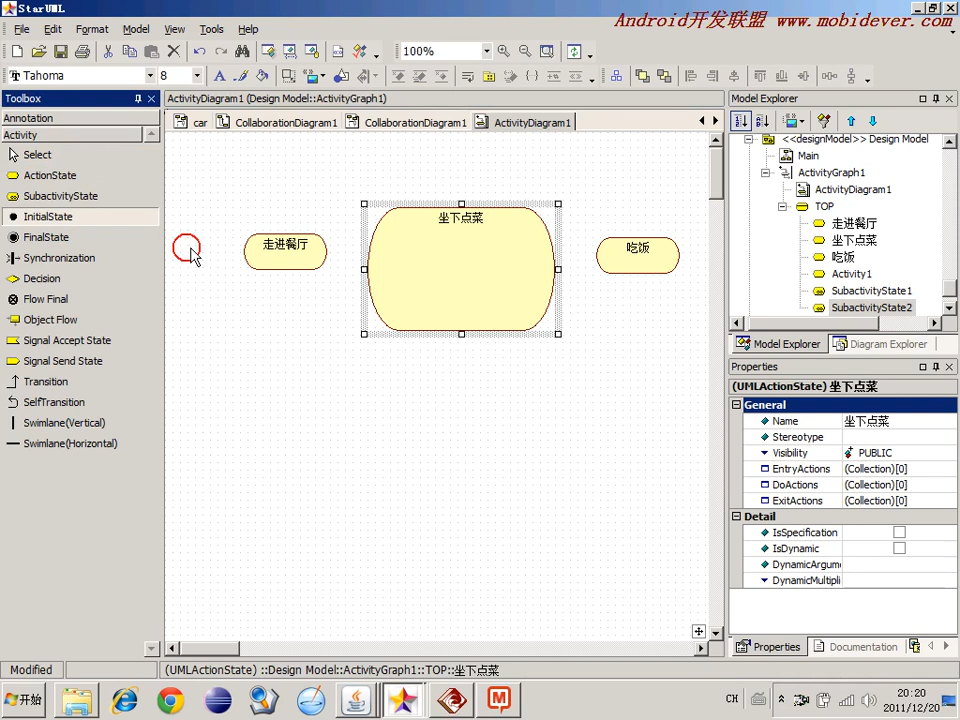 StarUML
Android开发联盟 www.mobidever.com
File Edit Format Model View Tools Help
100%
Tahoma 8
Toolbox
ActivityDiagram1 (Design Model::ActivityGraph1)
Model Explorer
Annotation
Activity
Select
ActionState
SubactivityState
InitialState
FinalState
Synchronization
Decision
Flow Final
Object Flow
Signal Accept State
Signal Send State
Transition
SelfTransition
Swimlane(Vertical)
Swimlane(Horizontal)
car CollaborationDiagram1 CollaborationDiagram1 ActivityDiagram1
走进餐厅
坐下点菜
吃饭
<<designModel>> Design Model
Main
ActivityGraph1
ActivityDiagram1
TOP
走进餐厅
坐下点菜
吃饭
Activity1
SubactivityState1
SubactivityState2
Model Explorer Diagram Explorer
Properties
(UMLActionState) 坐下点菜
General
Name 坐下点菜
Stereotype
Visibility PUBLIC
EntryActions (Collection)[0]
DoActions (Collection)[0]
ExitActions (Collection)[0]
Detail
IsSpecification
IsDynamic
DynamicArgum
DynamicMultipli
Properties Documentation
Modified (UMLActionState) ::Design Model::ActivityGraph1::TOP::坐下点菜
开始 CH 20:20
2011/12/20